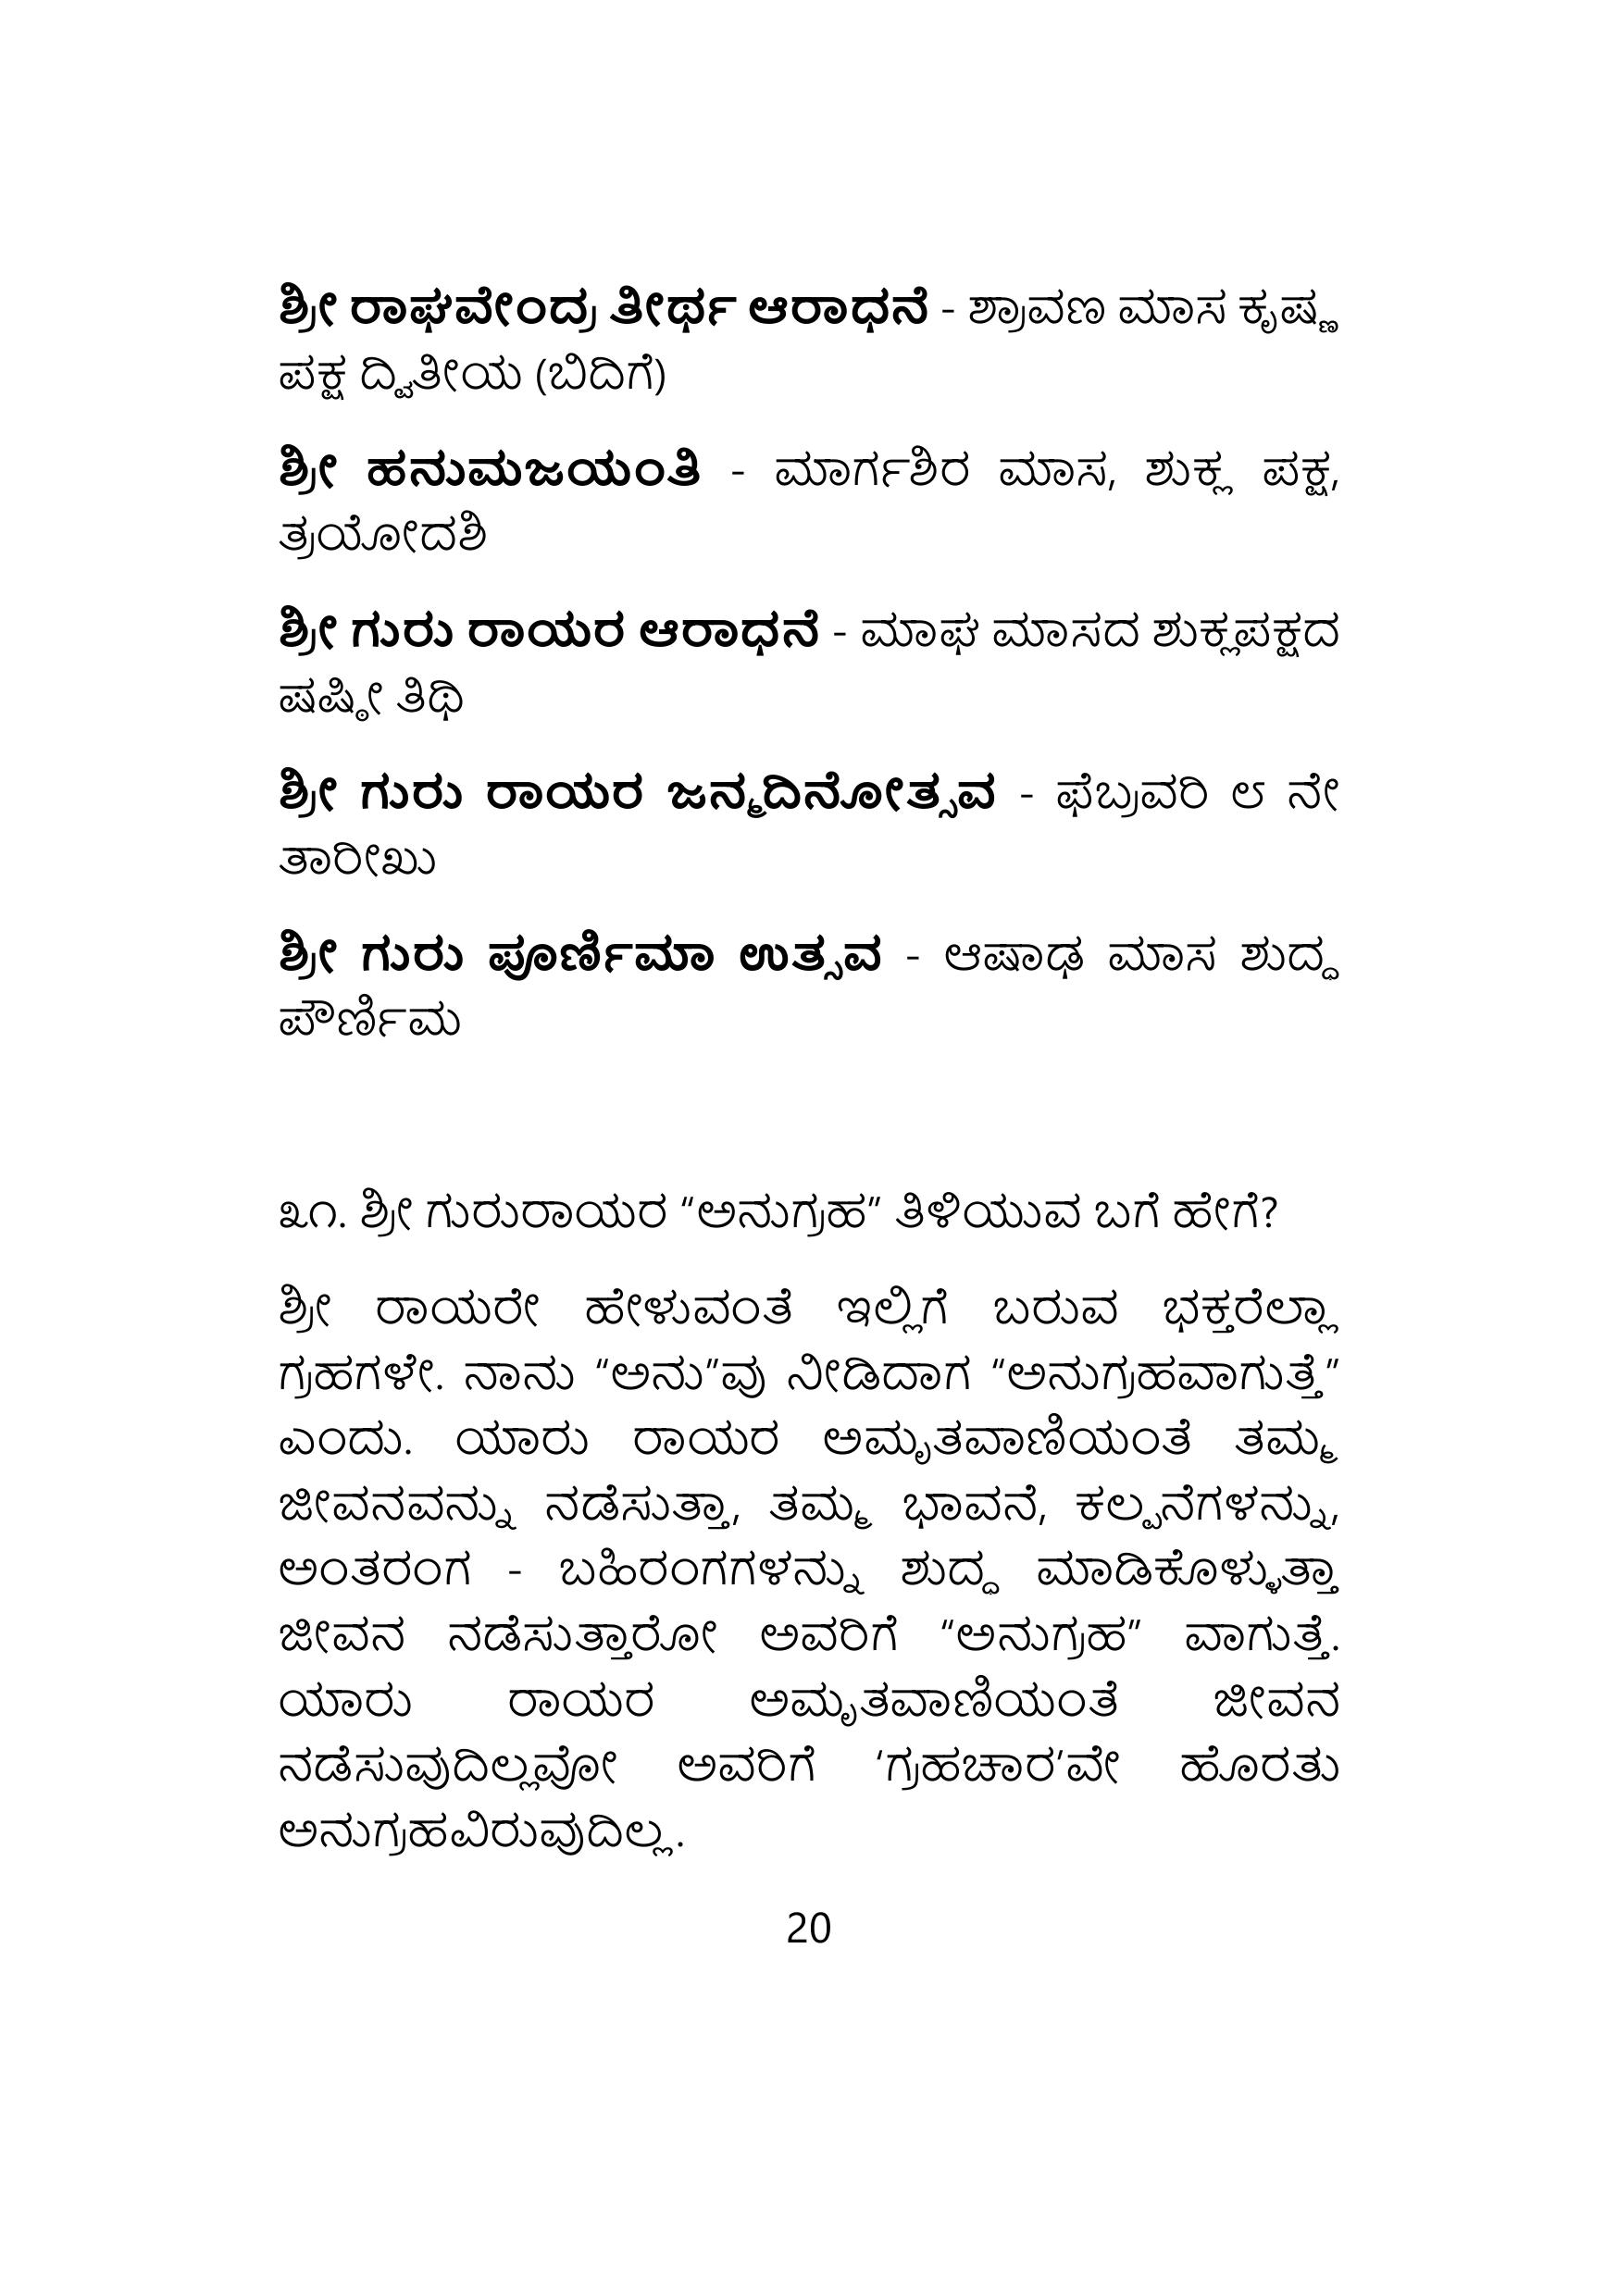 ಶ್ರೀ ರಾಘವೇಂದ್ರ ತೀರ್ಥ ಆರಾಧನೆ - ಶ್ರಾವಣ ಮಾಸ ಕೃಷ್ಣ
ಪಕ್ಷ ದ್ವಿತೀಯ (ಬಿದಿಗೆ)
ಶ್ರೀ ಹನುಮಜಯಂತಿ - ಮಾರ್ಗಶಿರ ಮಾಸ, ಶುಕ್ಲ ಪಕ್ಷ,
ತ್ರಯೋದಶಿ
ಶ್ರೀ ಗುರು ರಾಯರ ಆರಾಧನೆ - ಮಾಘ ಮಾಸದ ಶುಕ್ಲಪಕ್ಷದ
ಷಷ್ಠೀ ತಿಥಿ
ಶ್ರೀ ಗುರು ರಾಯರ ಜನ್ಮದಿನೋತ್ಸವ - ಫೆಬ್ರವರಿ ೮ ನೇ
ತಾರೀಖು
ಶ್ರೀ ಗುರು ಪೂರ್ಣಿಮಾ ಉತ್ಸವ - ಆಷಾಢ ಮಾಸ ಶುದ್ಧ
ಪೌರ್ಣಿಮ
೩೧. ಶ್ರೀ ಗುರುರಾಯರ “ಅನುಗ್ರಹ” ತಿಳಿಯುವ ಬಗೆ ಹೇಗೆ?
ಶ್ರೀ ರಾಯರೇ ಹೇಳುವಂತೆ ಇಲ್ಲಿಗೆ ಬರುವ ಭಕ್ತರೆಲ್ಲಾ
ಗ್ರಹಗಳೇ. ನಾನು “ಅನು”ವು ನೀಡಿದಾಗ “ಅನುಗ್ರಹವಾಗುತ್ತೆ”
ಎಂದು. ಯಾರು ರಾಯರ ಅಮೃತವಾಣಿಯಂತೆ ತಮ್ಮ
ಜೀವನವನ್ನು ನಡೆಸುತ್ತಾ, ತಮ್ಮ ಭಾವನೆ, ಕಲ್ಪನೆಗಳನ್ನು,
ಅಂತರಂಗ - ಬಹಿರಂಗಗಳನ್ನು ಶುದ್ಧ ಮಾಡಿಕೊಳ್ಳುತ್ತಾ
ಜೀವನ ನಡೆಸುತ್ತಾರೋ ಅವರಿಗೆ “ಅನುಗ್ರಹ” ವಾಗುತ್ತೆ.
ಯಾರು ರಾಯರ ಅಮೃತವಾಣಿಯಂತೆ ಜೀವನ
ನಡೆಸುವುದಿಲ್ಲವೋ ಅವರಿಗೆ ‘ಗ್ರಹಚಾರ’ವೇ ಹೊರತು
ಅನುಗ್ರಹವಿರುವುದಿಲ್ಲ.
20